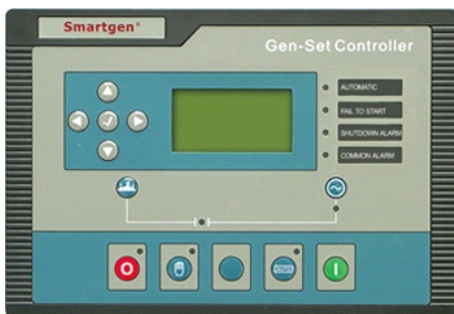 Smartgen®
Gen-Set Controller
AUTOMATIC
FAIL TO START
SHUTDOWN ALARM
COMMON ALARM